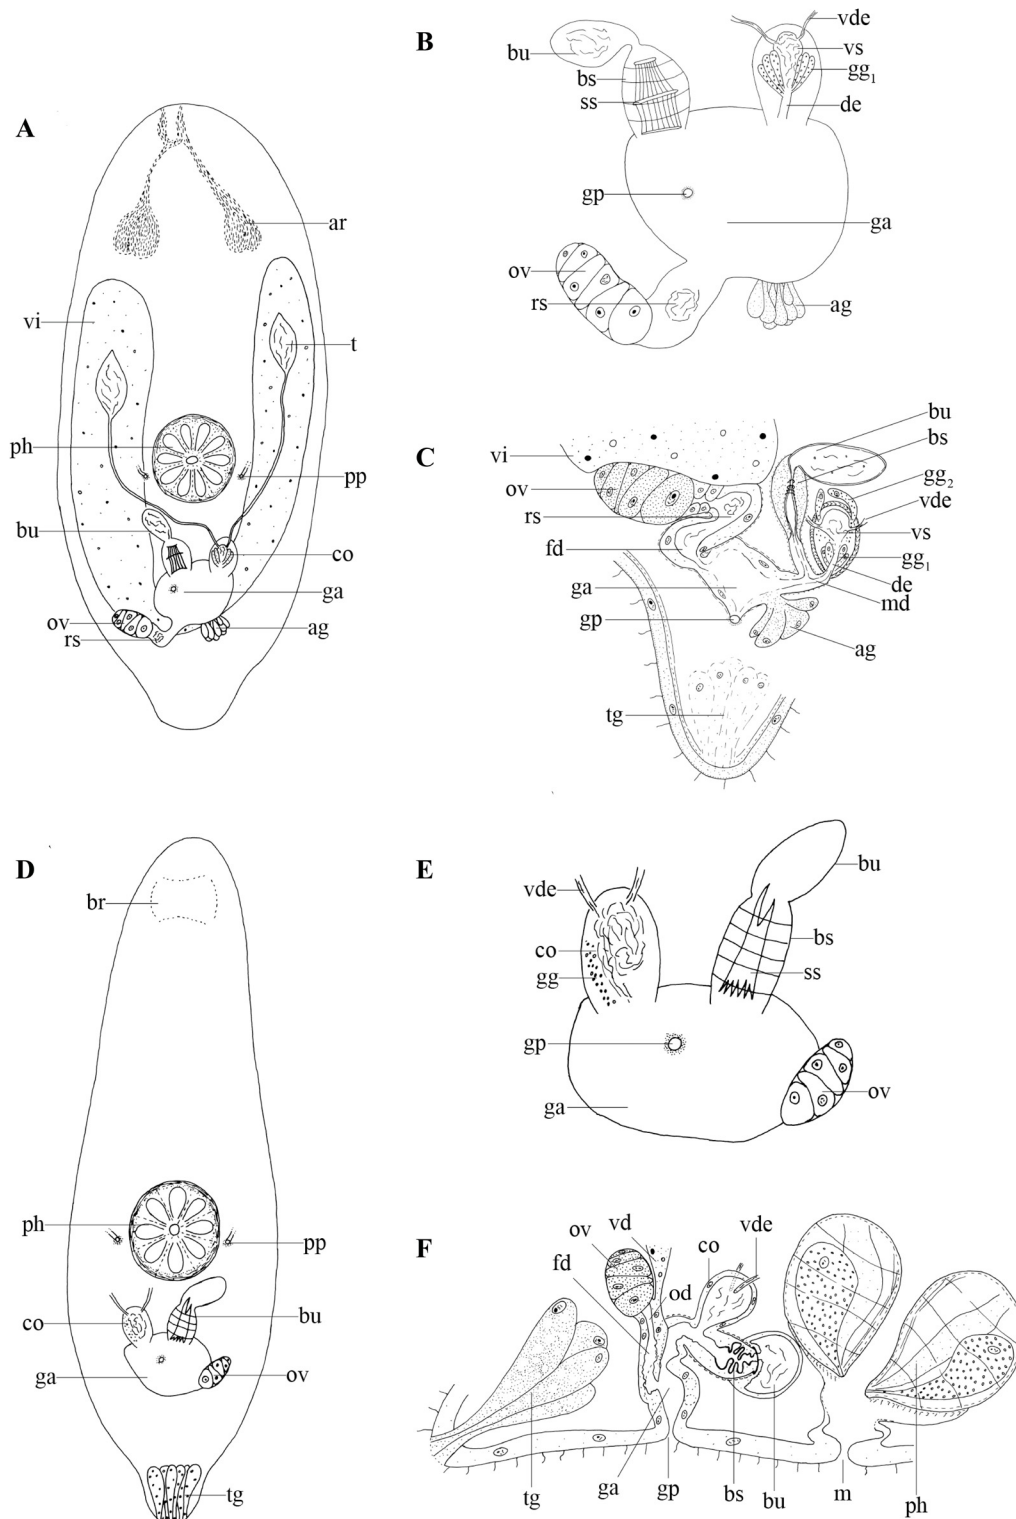 A
ar
vi
t
ph
pp
bu
co
ga
ov
rs
ag
B
vde
bu
vs
bs
gg1
ss
de
gp
ga
ov
rs
ag
C
bu
bs
vi
gg2
ov
vde
rs
vs
fd
gg1
ga
de
md
gp
ag
tg
D
br
ph
pp
co
bu
ga
ov
tg
E
bu
vde
co
bs
gg
ss
gp
ov
ga
F
ov
vd
co
vde
fd
od
tg
ga
gp
bs
bu
m
ph